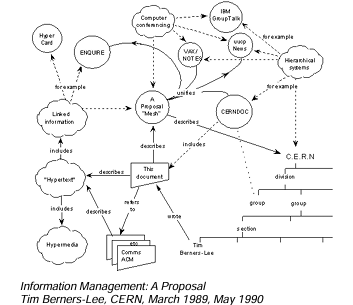 IBM
GroupTalk
Computer
conferencing
Hyper
Card
ENQUIRE
VAX/
NOTES
uucp
News
for example
Hierarchical
systems
for example
unifies
for example
A
Proposal
"Mesh"
CERNDOC
Linked
information
describes
includes
includes
C.E.R.N
describes
This
document
division
"Hypertext"
describes
refers
to
group
group
includes
describes
wrote
section
Hypermedia
etc
Comms
ACM
Tim
Berners-Lee
Information Management: A Proposal
Tim Berners-Lee, CERN, March 1989, May 1990